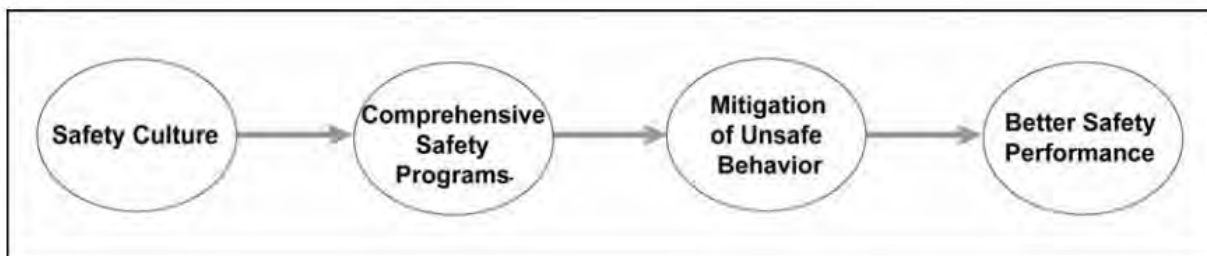 Safety Culture
Comprehensive
Safety
Programs-
Mitigation
of Unsafe
Behavior
Better Safety
Performance